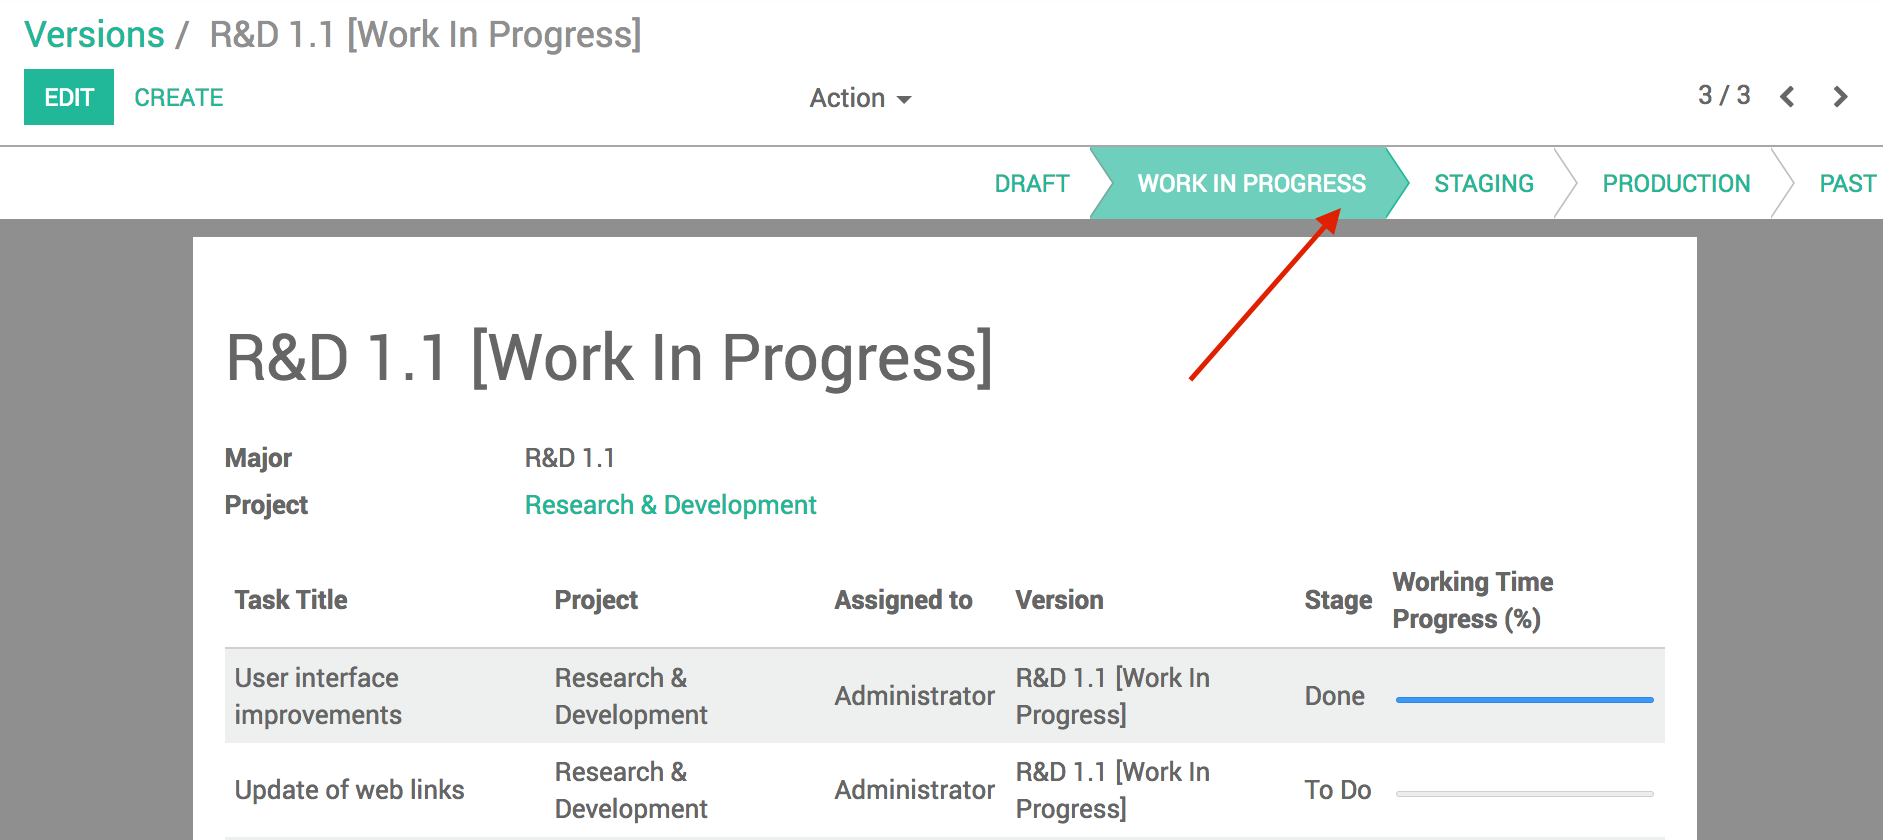 Versions / R&D 1.1 [Work In Progress]
EDIT CREATE Action 3 / 3
DRAFT WORK IN PROGRESS STAGING PRODUCTION PAST
R&D 1.1 [Work In Progress]
Major R&D 1.1
Project Research & Development
Task Title Project Assigned to Version Stage Working Time
Progress (%)
User interface Research & Administrator R&D 1.1 [Work In Done
improvements Development Progress]
Update of web links Research & Administrator R&D 1.1 [Work In To Do
Development Progress]